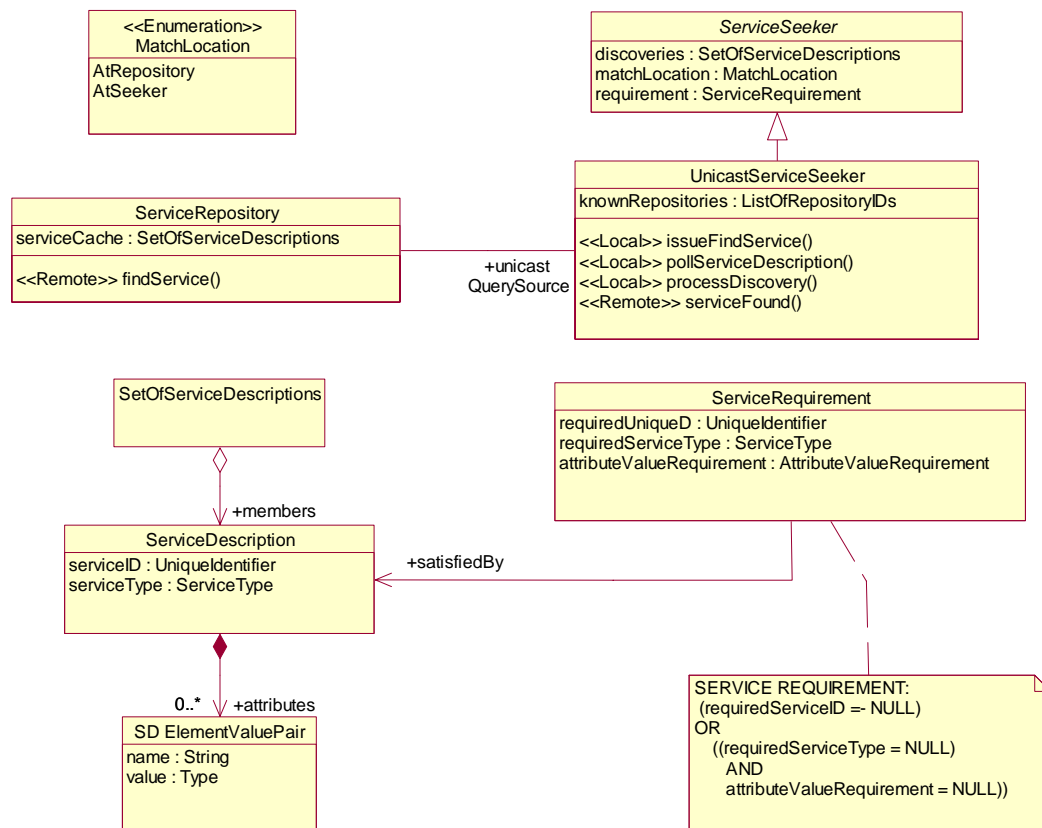 <<Enumeration>>
MatchLocation
AtRepository
AtSeeker
ServiceSeeker
discoveries : SetOfServiceDescriptions
matchLocation : MatchLocation
requirement : ServiceRequirement
UnicastServiceSeeker
knownRepositories : ListOfRepositoryIDs
<<Local>> issueFindService()
<<Local>> pollServiceDescription()
<<Local>> processDiscovery()
<<Remote>> serviceFound()
ServiceRepository
serviceCache : SetOfServiceDescriptions
<<Remote>> findService()
+unicast
QuerySource
SetOfServiceDescriptions
+members
ServiceRequirement
requiredUniqueD : UniqueIdentifier
requiredServiceType : ServiceType
attributeValueRequirement : AttributeValueRequirement
ServiceDescription
serviceID : UniqueIdentifier
serviceType : ServiceType
+satisfiedBy
0..*
+attributes
SD ElementValuePair
name : String
value : Type
SERVICE REQUIREMENT:
(requiredServiceID =- NULL)
OR
((requiredServiceType = NULL)
AND
attributeValueRequirement = NULL))